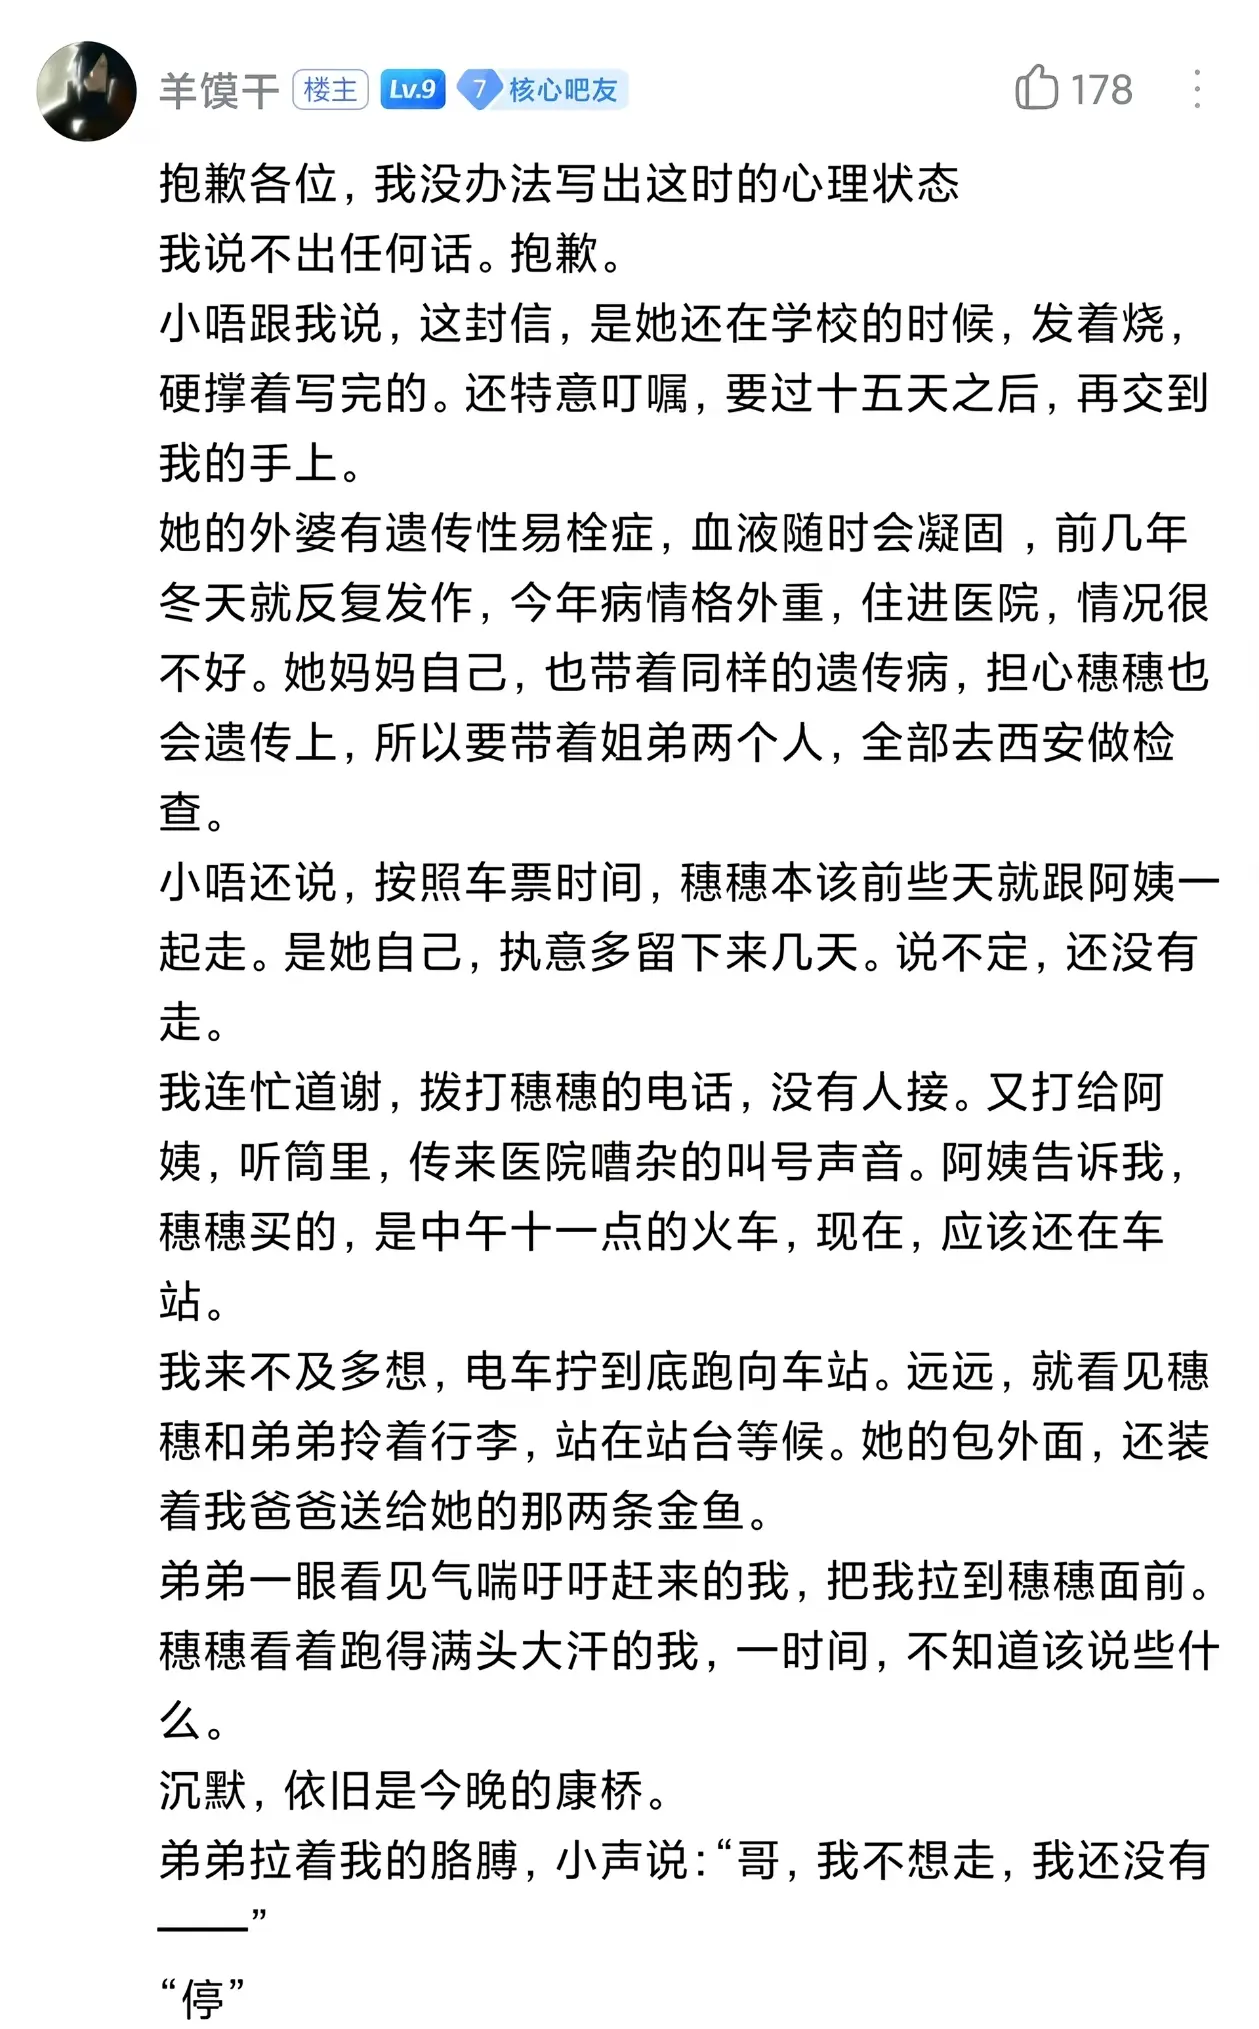 羊馍干 楼主 Lv.9 7 核心吧友 178
抱歉各位，我没办法写出这时的心理状态
我说不出任何话。抱歉。
小唔跟我说，这封信，是她还在学校的时候，发着烧，
硬撑着写完的。还特意叮嘱，要过十五天之后，再交到
我的手上。
她的外婆有遗传性易栓症，血液随时会凝固 ，前几年
冬天就反复发作，今年病情格外重，住进医院，情况很
不好。她妈妈自己，也带着同样的遗传病，担心穗穗也
会遗传上，所以要带着姐弟两个人，全部去西安做检
查。
小唔还说，按照车票时间，穗穗本该前些天就跟阿姨一
起走。是她自己，执意多留下来几天。说不定，还没有
走。
我连忙道谢，拨打穗穗的电话，没有人接。又打给阿
姨，听筒里，传来医院嘈杂的叫号声音。阿姨告诉我，
穗穗买的，是中午十一点的火车，现在，应该还在车
站。
我来不及多想，电车拧到底跑向车站。远远，就看见穗
穗和弟弟拎着行李，站在站台等候。她的包外面，还装
着我爸爸送给她的那两条金鱼。
弟弟一眼看见气喘吁吁赶来的我，把我拉到穗穗面前。
穗穗看着跑得满头大汗的我，一时间，不知道该说些什
么。
沉默，依旧是今晚的康桥。
弟弟拉着我的胳膊，小声说：“哥，我不想走，我还没有
——”
“停”